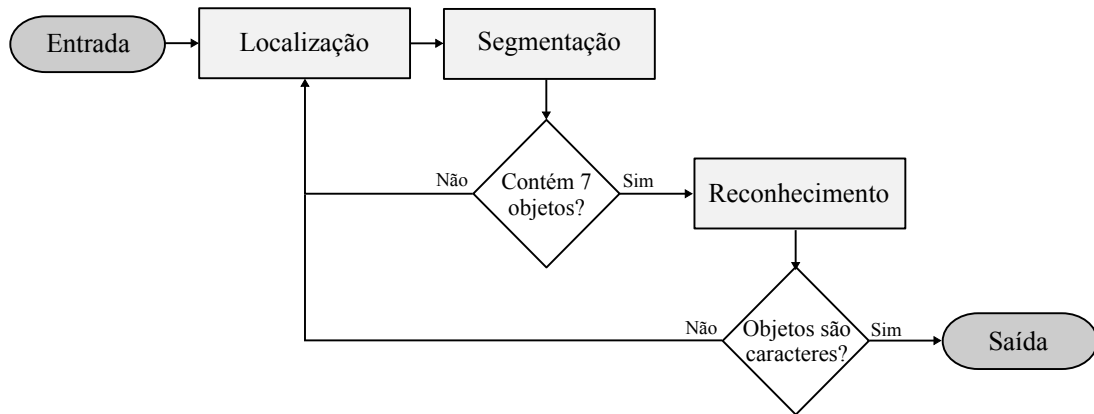 Entrada
Localização
Segmentação
Não
Contém 7
objetos?
Sim
Reconhecimento
Não
Objetos são
caracteres?
Sim
Saída